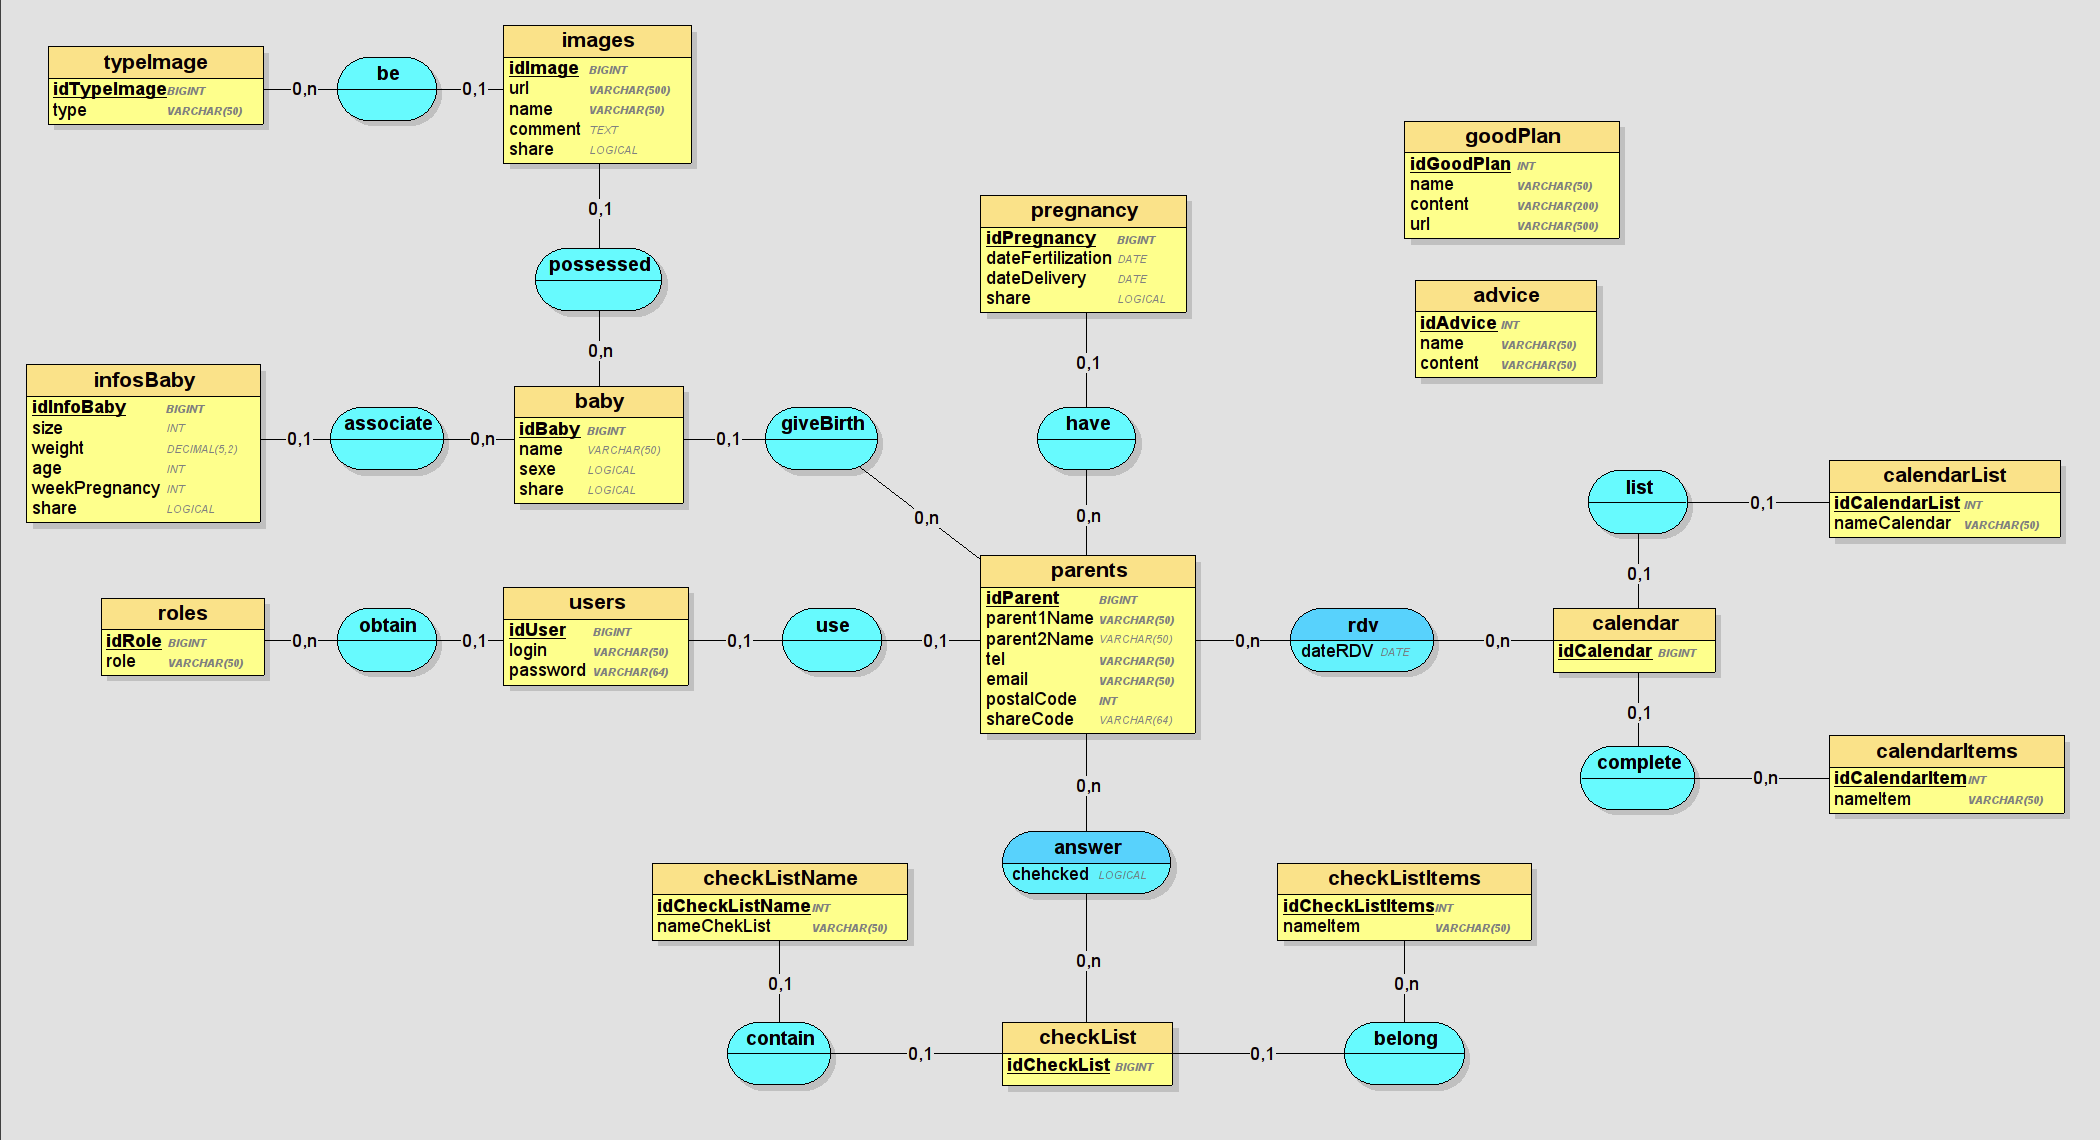 typeImage
idTypeImage BIGINT
type VARCHAR(50)
0,n
be
0,1
images
idImage BIGINT
url VARCHAR(500)
name VARCHAR(50)
comment TEXT
share LOGICAL
0,1
possessed
0,n
goodPlan
idGoodPlan INT
name VARCHAR(50)
content VARCHAR(200)
url VARCHAR(500)
pregnancy
idPregnancy BIGINT
dateFertilization DATE
dateDelivery DATE
share LOGICAL
0,1
have
0,n
advice
idAdvice INT
name VARCHAR(50)
content VARCHAR(50)
infosBaby
idInfoBaby BIGINT
size INT
weight DECIMAL(5,2)
age INT
weekPregnancy INT
share LOGICAL
0,1
associate
0,n
baby
idBaby BIGINT
name VARCHAR(50)
sexe LOGICAL
share LOGICAL
0,1
giveBirth
0,n
list
0,1
calendarList
idCalendarList INT
nameCalendar VARCHAR(50)
0,1
roles
idRole BIGINT
role VARCHAR(50)
0,n
obtain
0,1
users
idUser BIGINT
login VARCHAR(50)
password VARCHAR(64)
0,1
use
0,1
parents
idParent BIGINT
parent1Name VARCHAR(50)
parent2Name VARCHAR(50)
tel VARCHAR(50)
email VARCHAR(50)
postalCode INT
shareCode VARCHAR(64)
0,n
rdv
dateRDV DATE
0,n
calendar
idCalendar BIGINT
0,1
complete
0,n
calendarItems
idCalendarItem INT
nameItem VARCHAR(50)
0,n
answer
chehcked LOGICAL
0,n
checkListName
idCheckListName INT
nameChekList VARCHAR(50)
0,1
checkListItems
idCheckListItems INT
nameItem VARCHAR(50)
0,n
contain
0,1
checkList
idCheckList BIGINT
0,1
belong